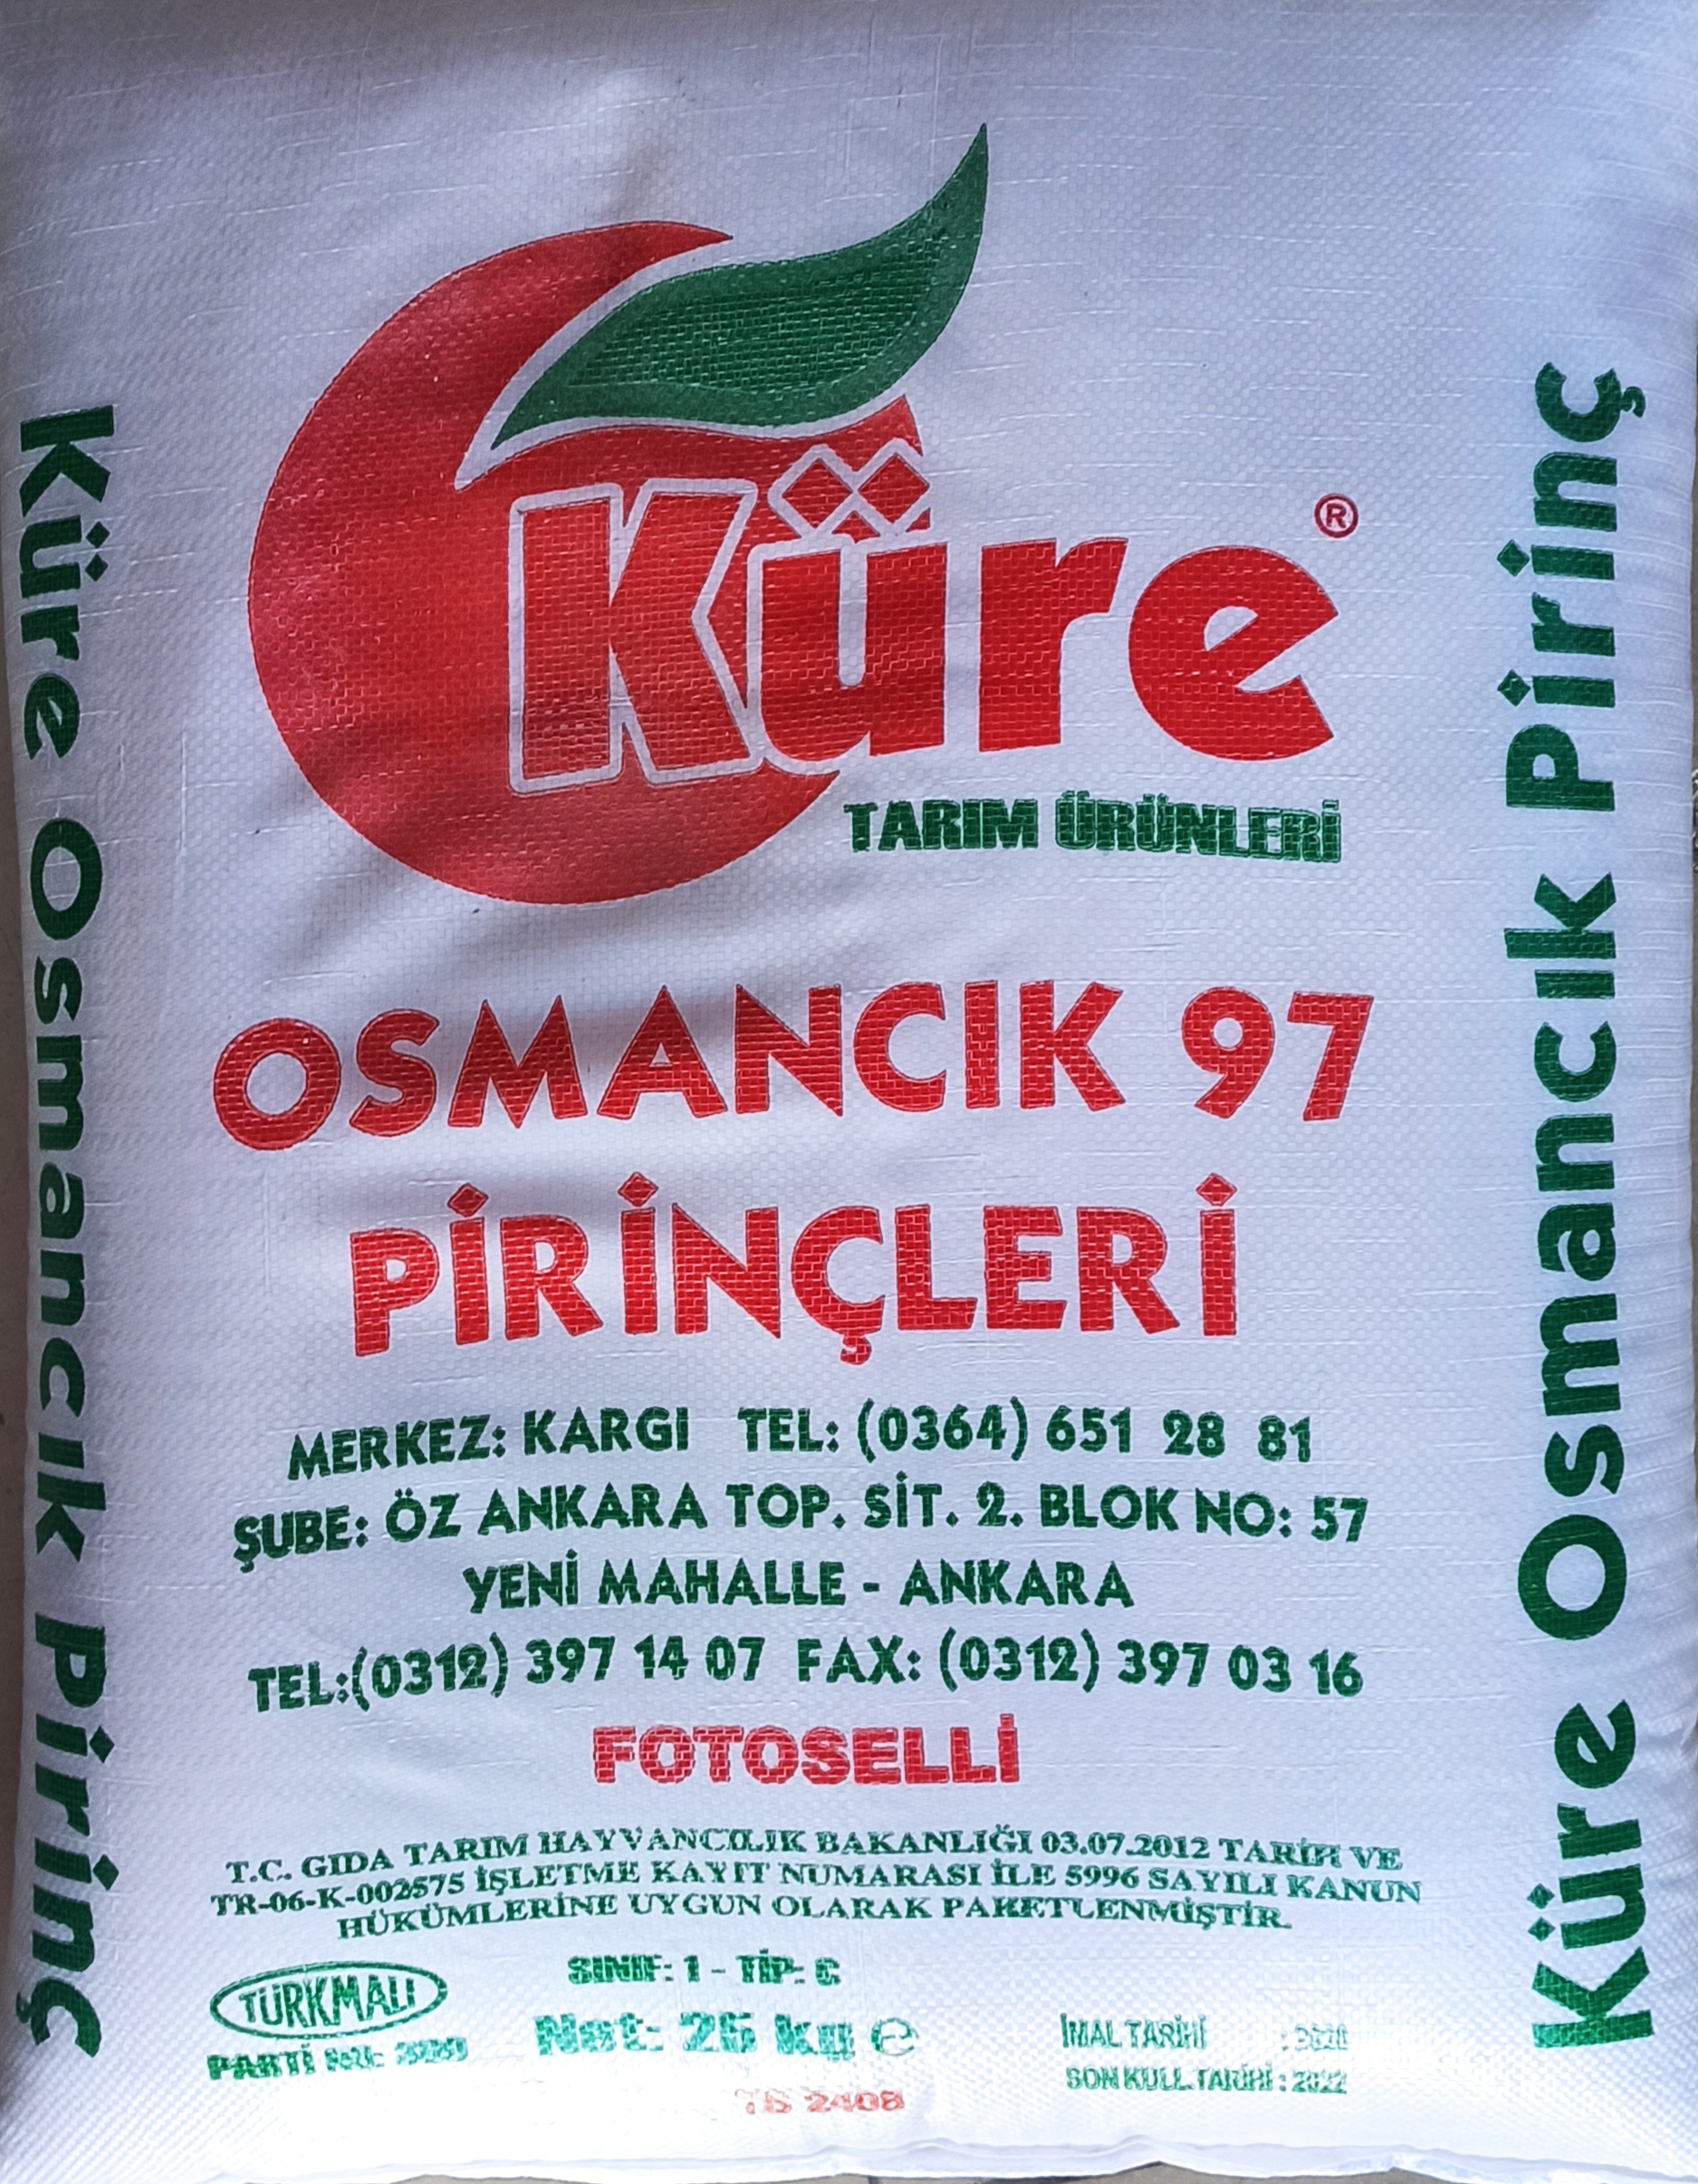 Küre ®
TARIM ÜRÜNLERİ
OSMANCIK 97
PİRİNÇLERİ
MERKEZ: KARGI TEL: (0364) 651 28 81
ŞUBE: ÖZ ANKARA TOP. SİT. 2. BLOK NO: 57
YENİ MAHALLE - ANKARA
TEL:(0312) 397 14 07 FAX: (0312) 397 03 16
FOTOSELLİ
T.C. GIDA TARIM HAYVANCILIK BAKANLIĞI 03.07.2012 TARİH VE
TR-06-K-002575 İŞLETME KAYIT NUMARASI İLE 5996 SAYILI KANUN
HÜKÜMLERİNE UYGUN OLARAK PAKETLENMİŞTİR.
TÜRKMALI
PARTİ
SINIF: 1 - TİP: C
Net: 25 kg ℮
TS 2408
İMAL TARİHİ :
SON KULL.TARİHİ : 2022
Küre Osmancık Pirinç
Küre Osmancık Pirinç